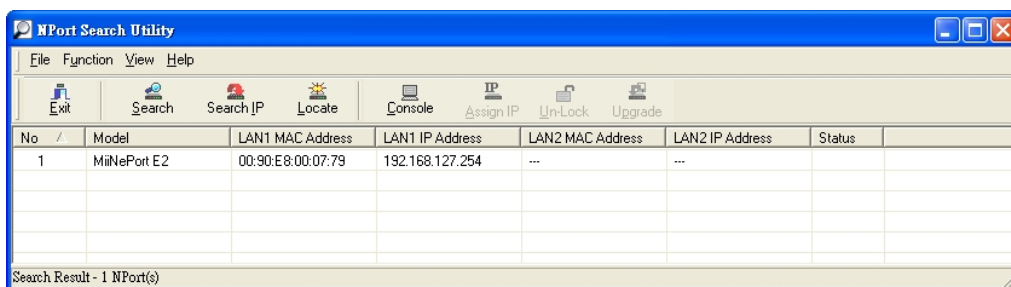 NPort Search Utility
File Function View Help
Exit Search Search IP Locate Console Assign IP Un-Lock Upgrade
No Model LAN1 MAC Address LAN1 IP Address LAN2 MAC Address LAN2 IP Address Status
1 MiiNePort E2 00:90:E8:00:07:79 192.168.127.254 --- ---
Search Result - 1 NPort(s)